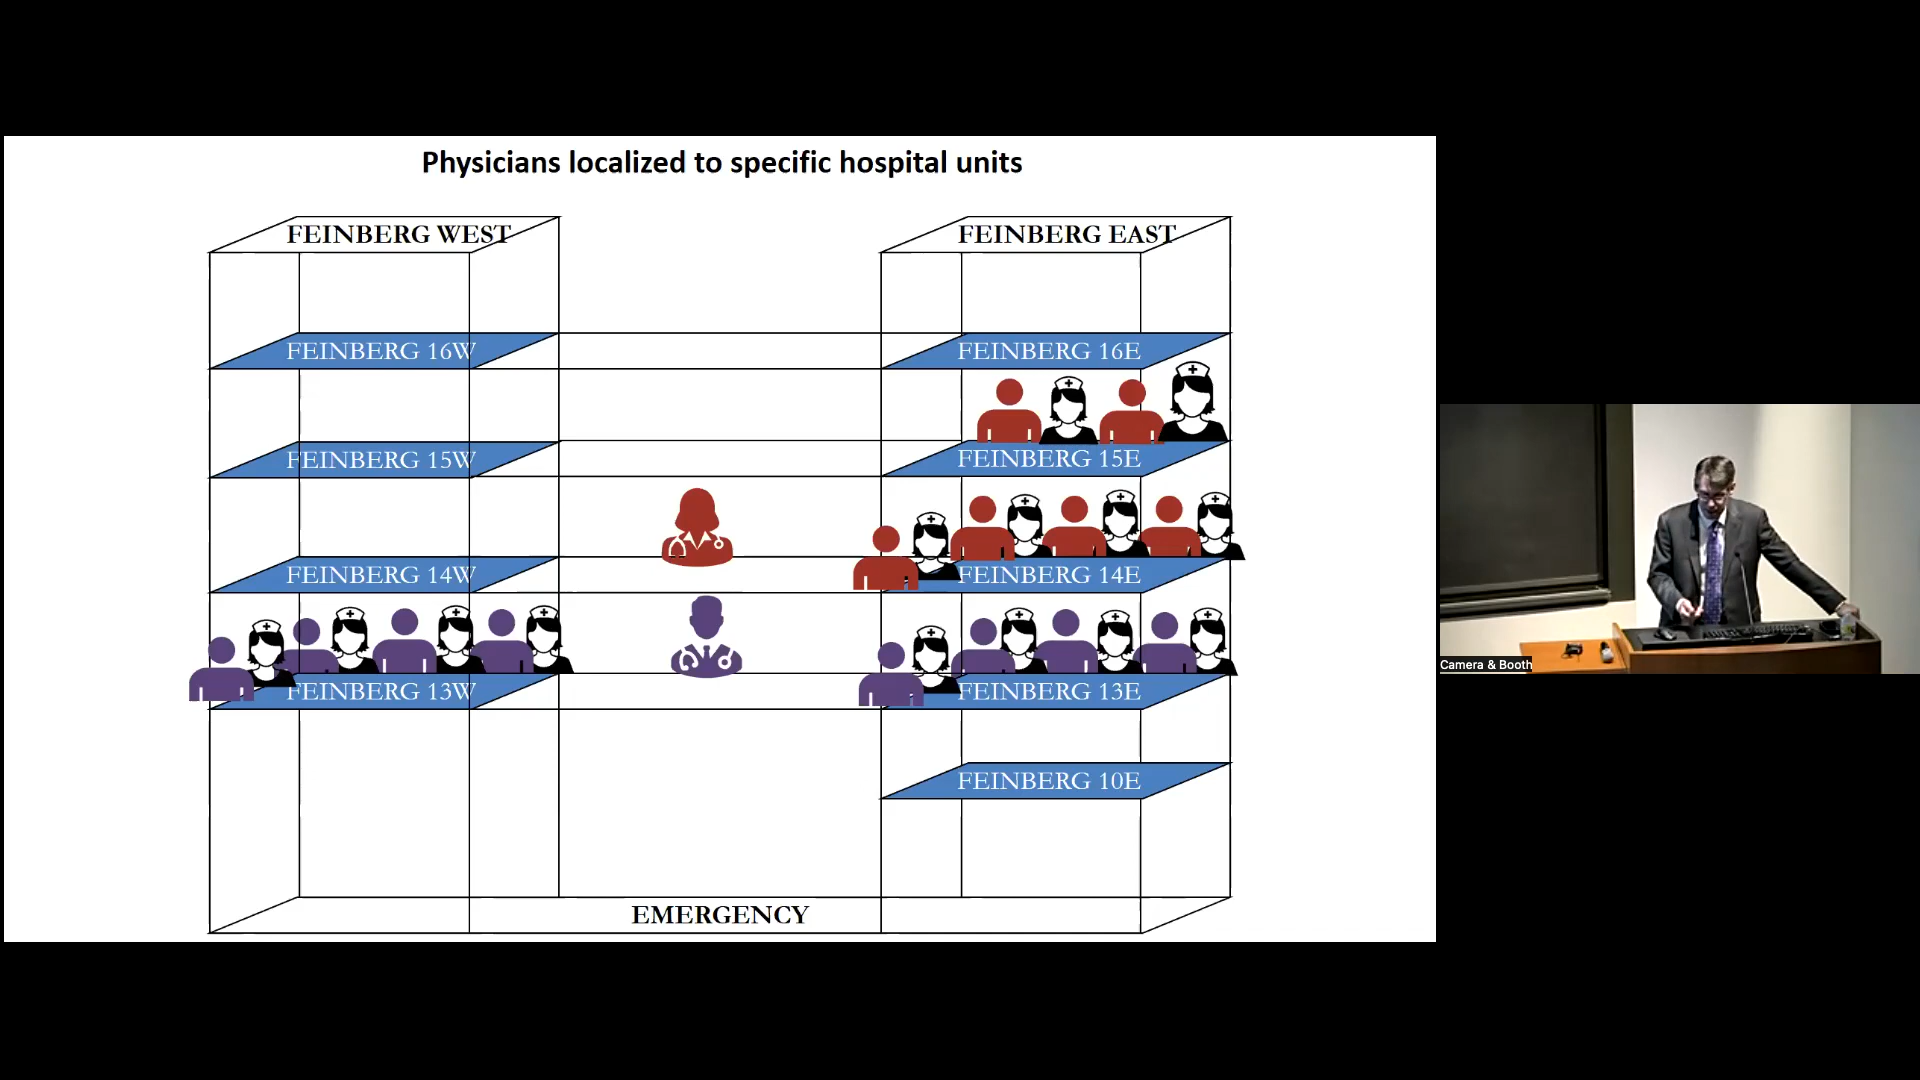 Physicians localized to specific hospital units
FEINBERG WEST
FEINBERG EAST
FEINBERG 16W
FEINBERG 16E
FEINBERG 15W
FEINBERG 15E
FEINBERG 14W
FEINBERG 14E
FEINBERG 13W
FEINBERG 13E
FEINBERG 10E
EMERGENCY
Camera & Booth